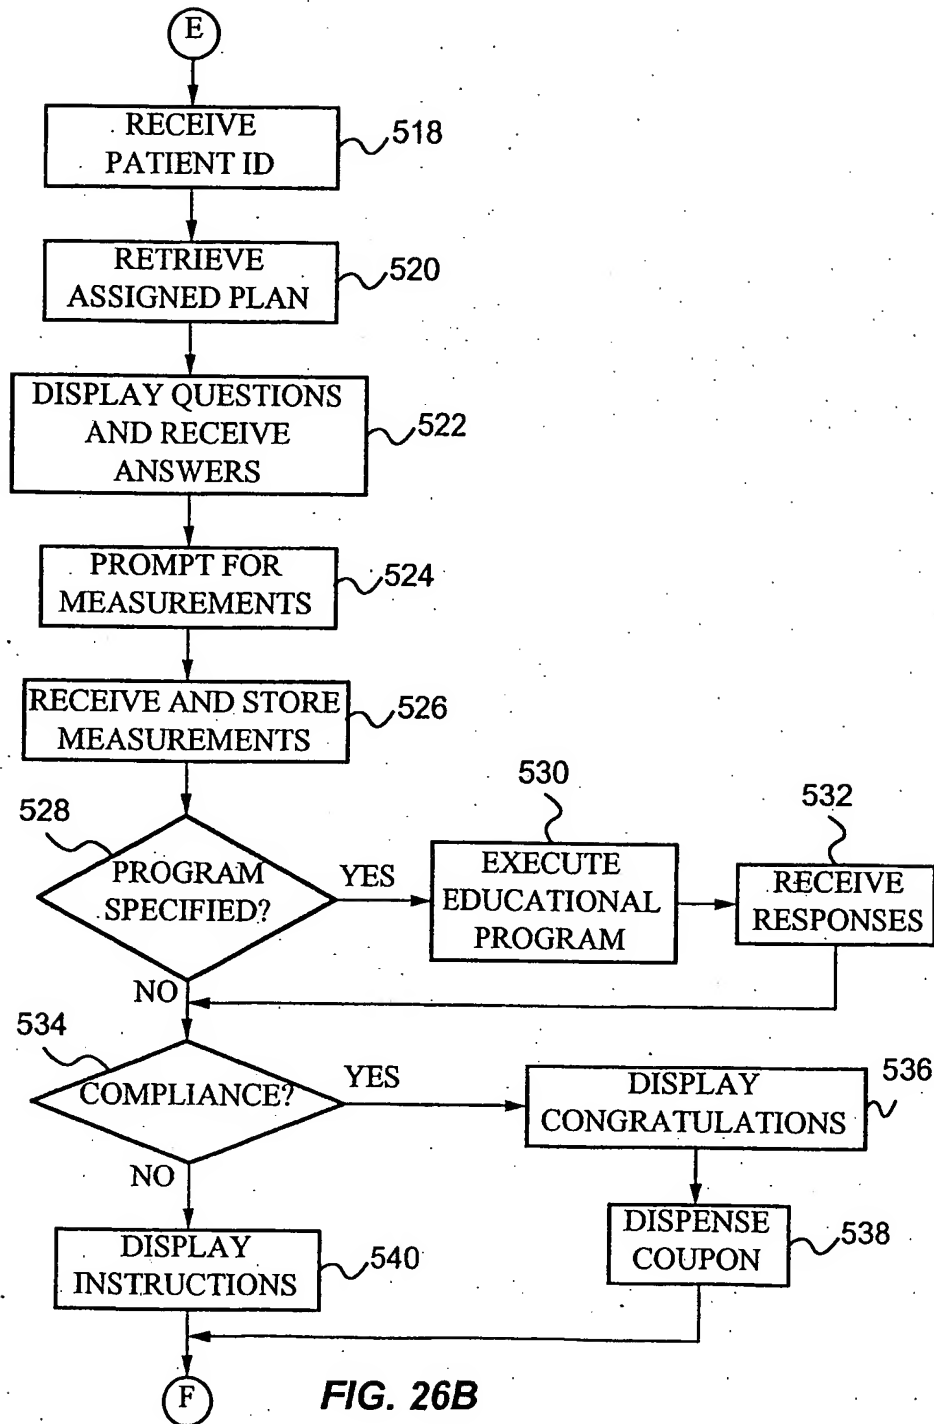 E
RECEIVE
PATIENT ID
518
RETRIEVE
ASSIGNED PLAN
520
DISPLAY QUESTIONS
AND RECEIVE
ANSWERS
522
PROMPT FOR
MEASUREMENTS
524
RECEIVE AND STORE
MEASUREMENTS
526
528
PROGRAM
SPECIFIED?
YES
530
EXECUTE
EDUCATIONAL
PROGRAM
532
RECEIVE
RESPONSES
NO
534
COMPLIANCE?
YES
DISPLAY
CONGRATULATIONS
536
NO
DISPENSE
COUPON
538
DISPLAY
INSTRUCTIONS
540
F
FIG. 26B